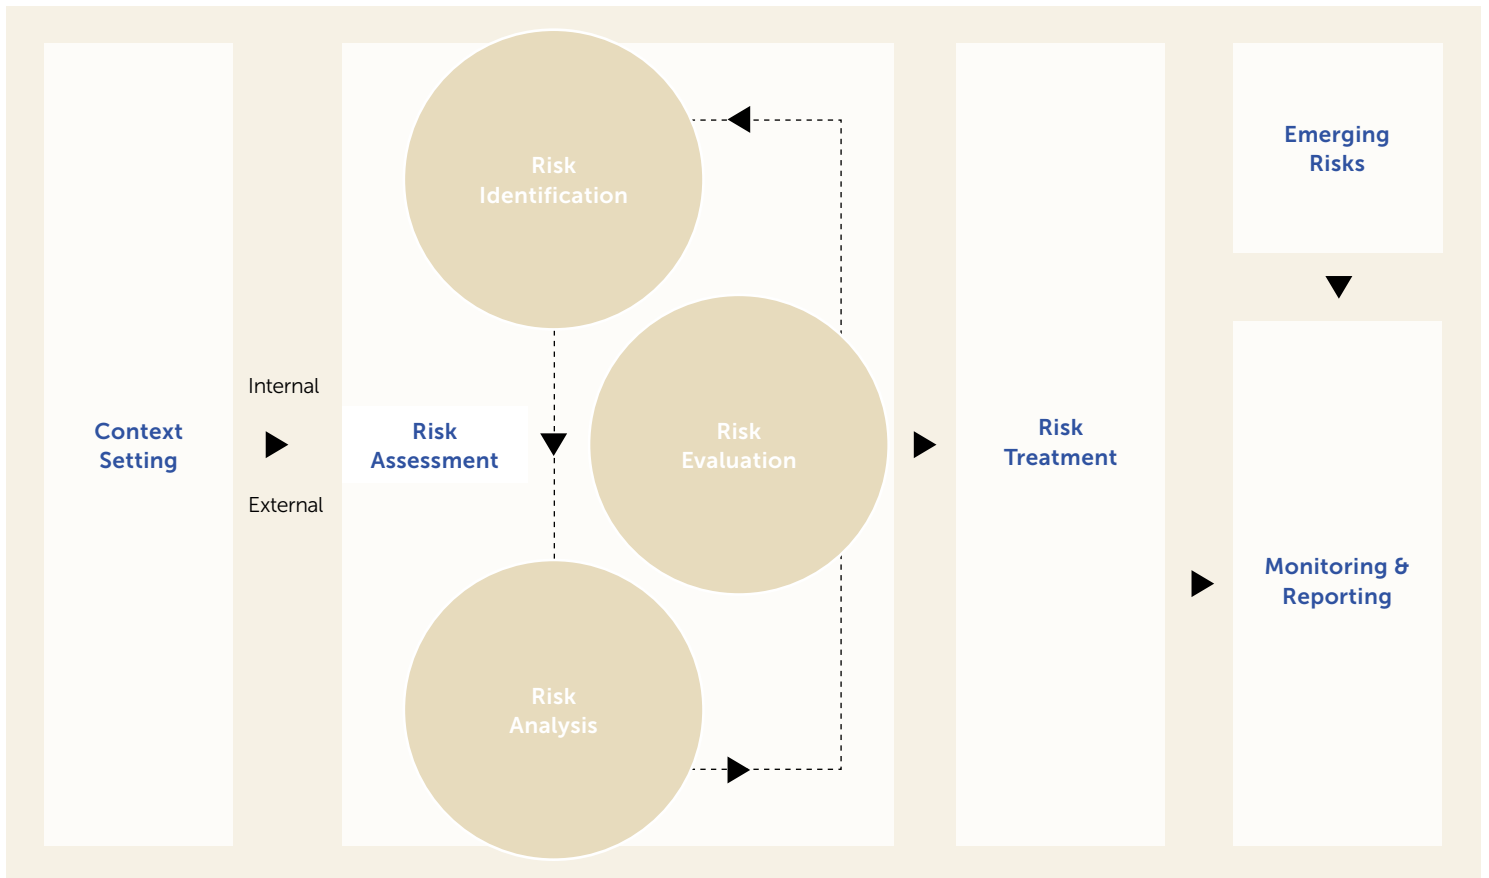 Context
Setting
Internal
External
Risk
Assessment
Risk
Identification
Risk
Evaluation
Risk
Analysis
Risk
Treatment
Emerging
Risks
Monitoring &
Reporting